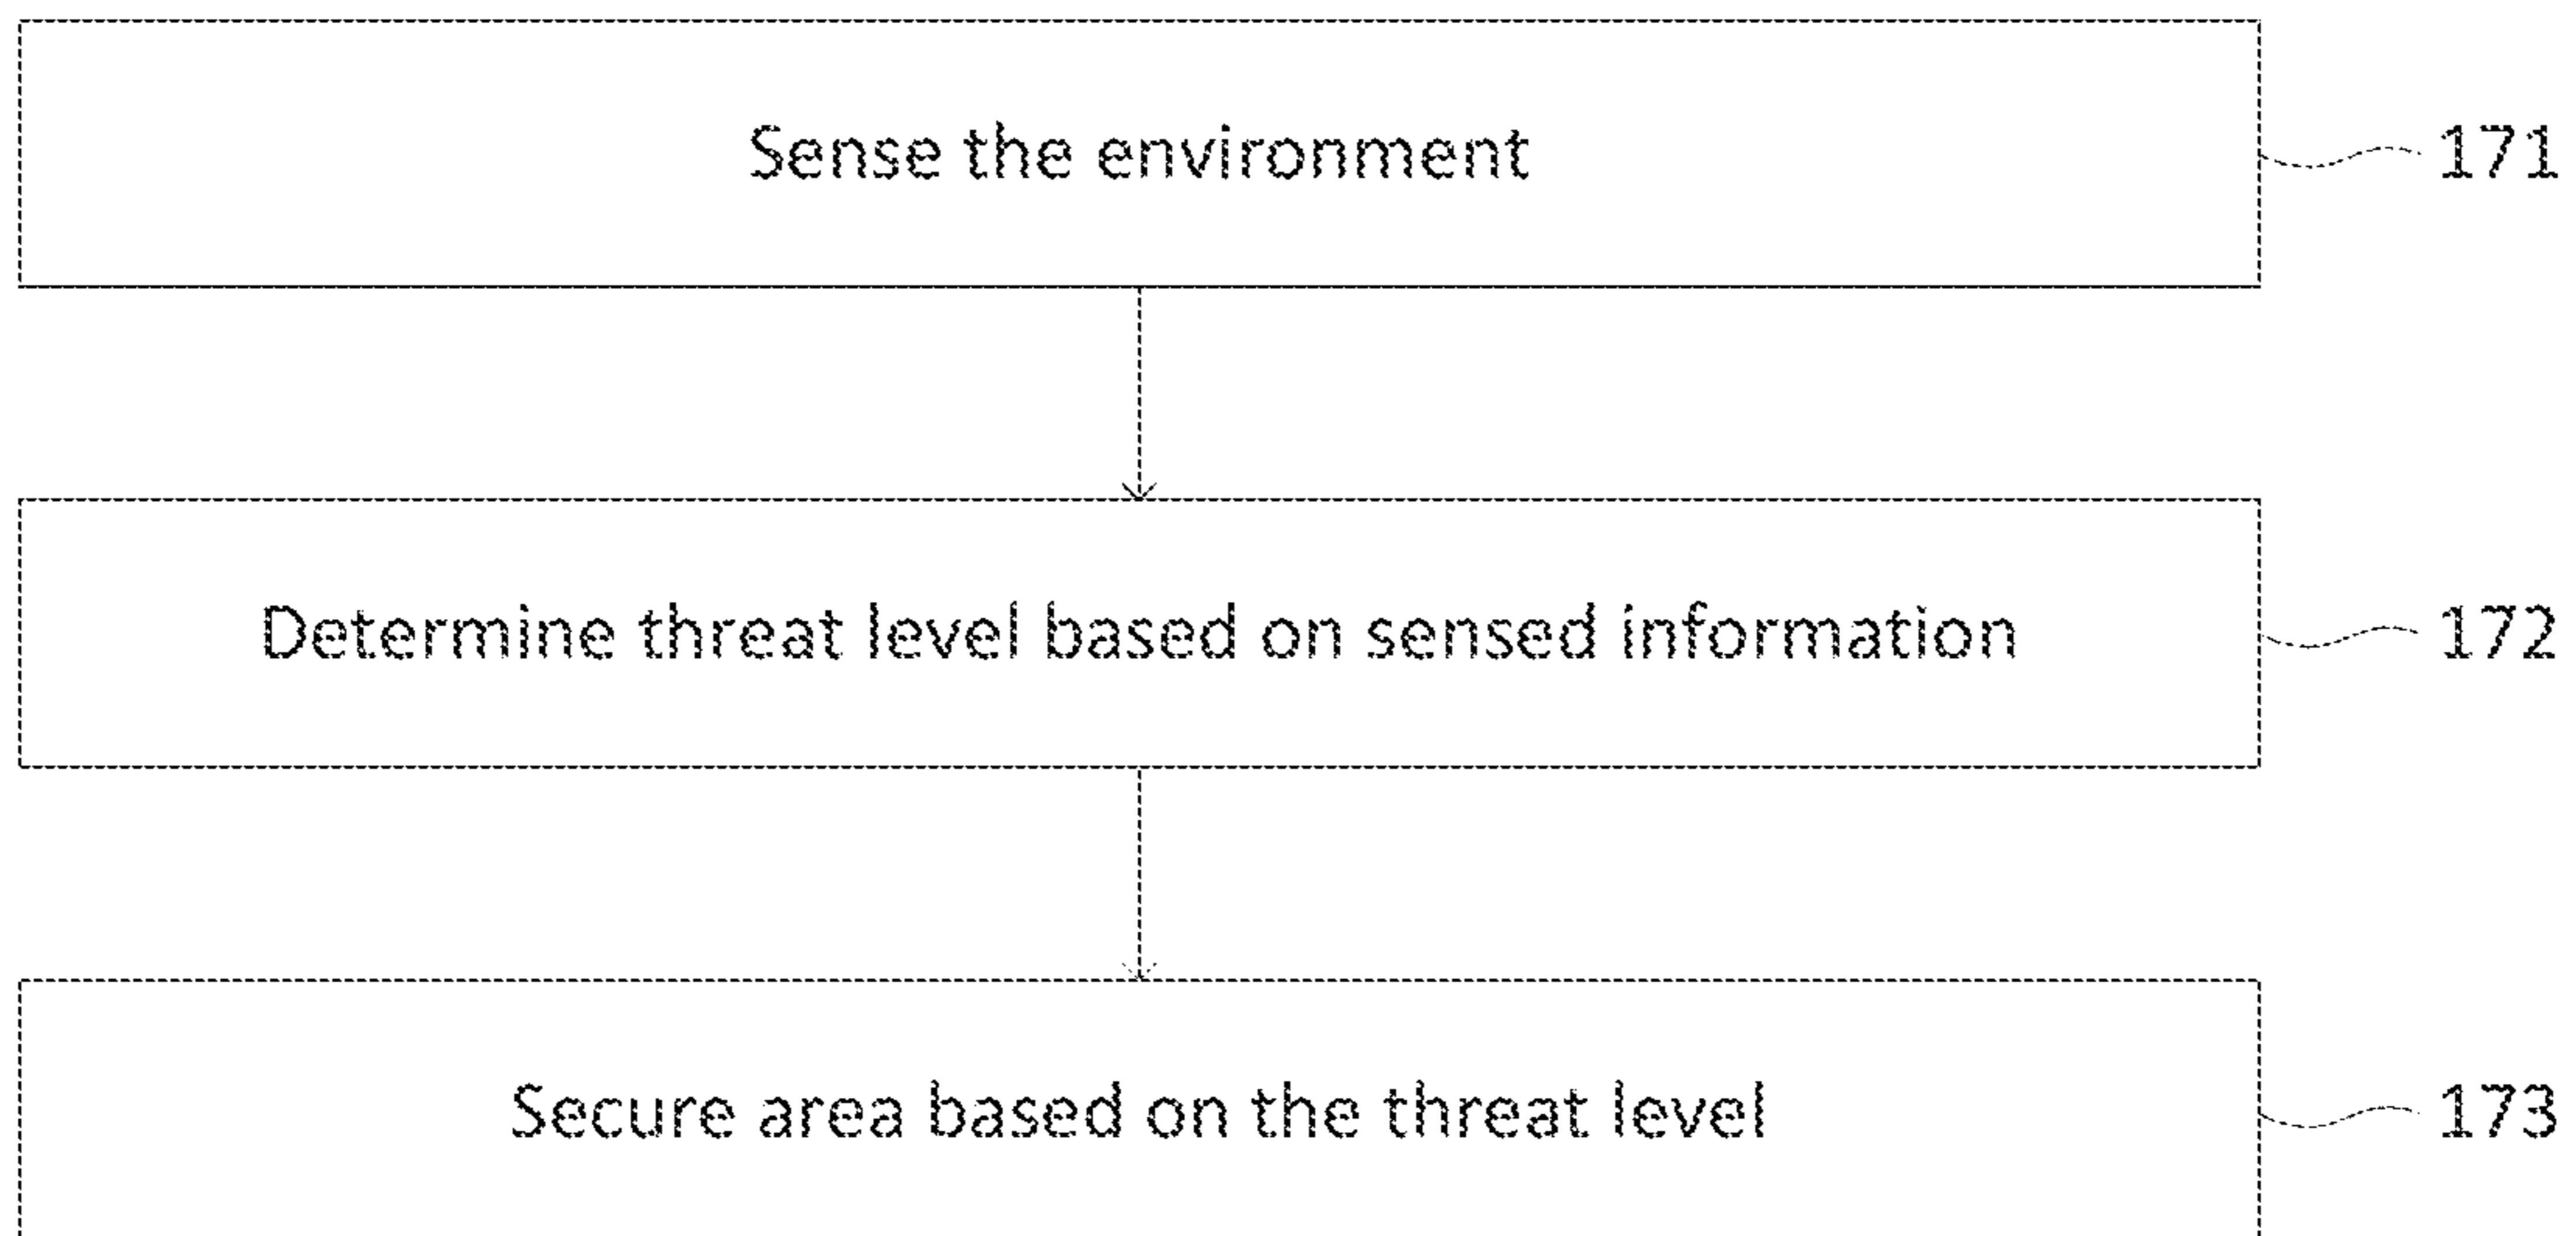 Sense the environment
171
Determine threat level based on sensed information
172
Secure area based on the threat level
173